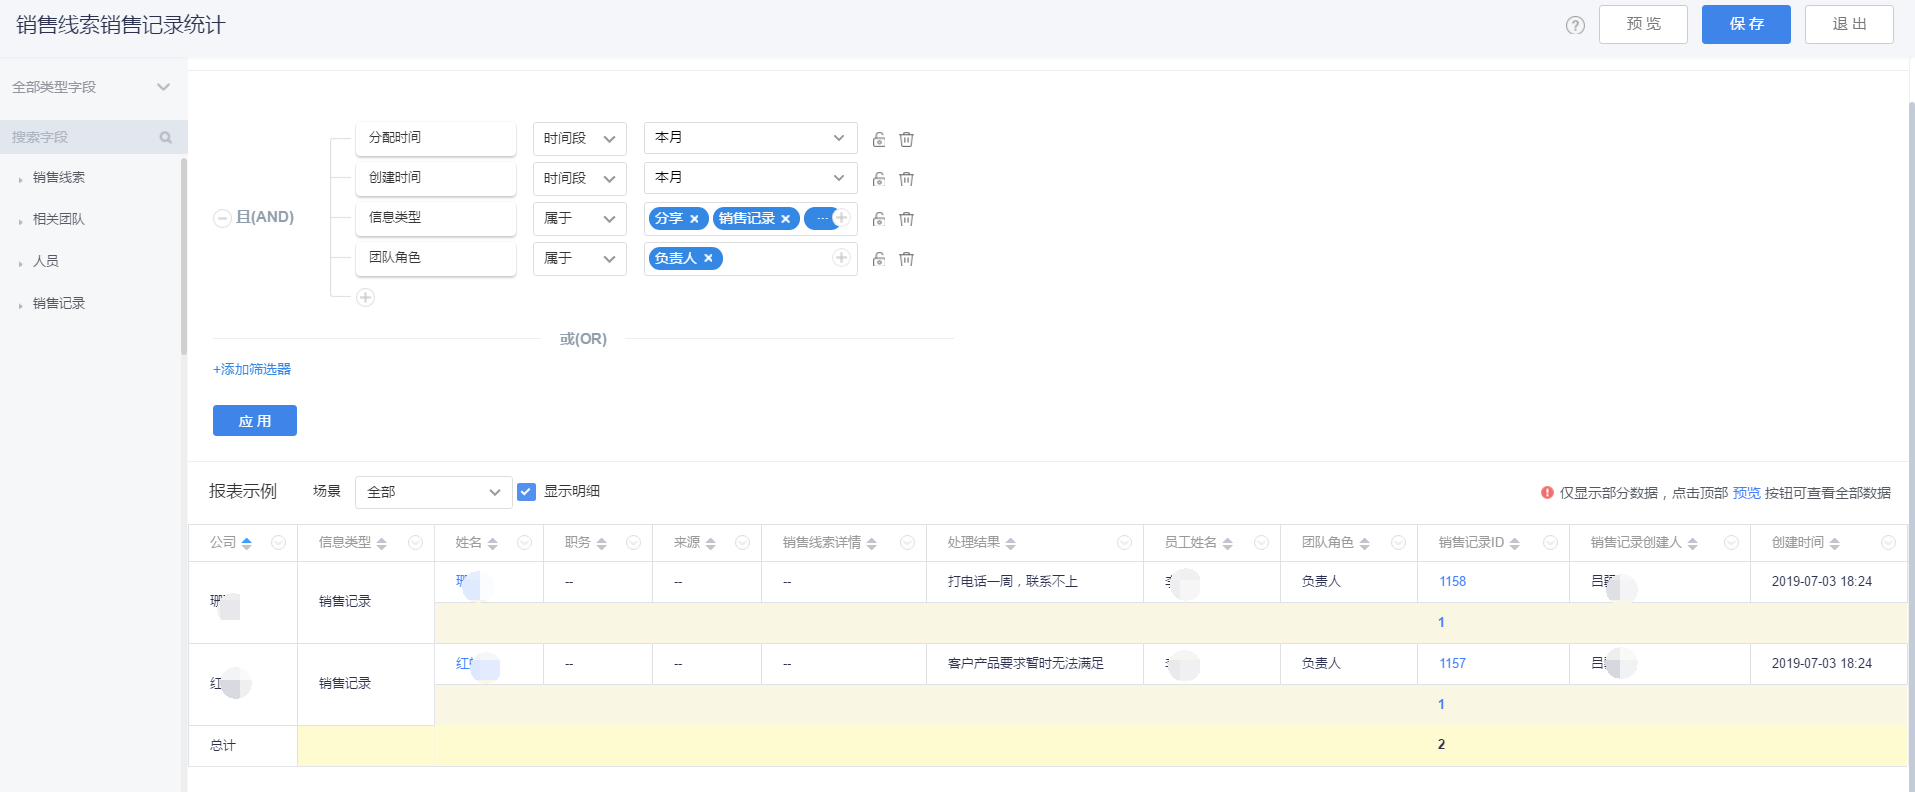 销售线索销售记录统计
? 预 览 保 存 退 出
全部类型字段
搜索字段
销售线索
相关团队
人员
销售记录
且(AND)
分配时间 时间段 本月
创建时间 时间段 本月
信息类型 属于 分享 × 销售记录 × ...
团队角色 属于 负责人 ×
或(OR)
+添加筛选器
应 用
报表示例 场景 全部 显示明细 仅显示部分数据，点击顶部 预览 按钮可查看全部数据
公司 信息类型 姓名 职务 来源 销售线索详情 处理结果 员工姓名 团队角色 销售记录ID 销售记录创建人 创建时间
销售记录 -- -- -- 打电话一周，联系不上 负责人 1158 吕 2019-07-03 18:24
1
红 销售记录 红 -- -- -- 客户产品要求暂时无法满足 负责人 1157 吕 2019-07-03 18:24
1
总计 2